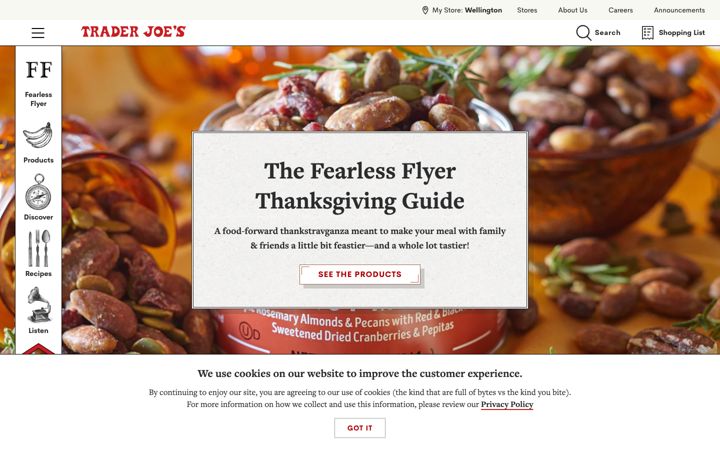 My Store: Wellington
Stores
About Us
Careers
Announcements
TRADER JOE'S
Search
Shopping List
FF
Fearless
Flyer
Products
Discover
Recipes
Listen
The Fearless Flyer
Thanksgiving Guide
A food-forward thankstravganza meant to make your meal with family
& friends a little bit feastier—and a whole lot tastier!
SEE THE PRODUCTS
Rosemary Almonds & Pecans with Red & Black
Sweetened Dried Cranberries & Pepitas
We use cookies on our website to improve the customer experience.
By continuing to enjoy our site, you are agreeing to our use of cookies (the kind that are full of bytes vs the kind you bite).
For more information on how we collect and use this information, please review our Privacy Policy
GOT IT